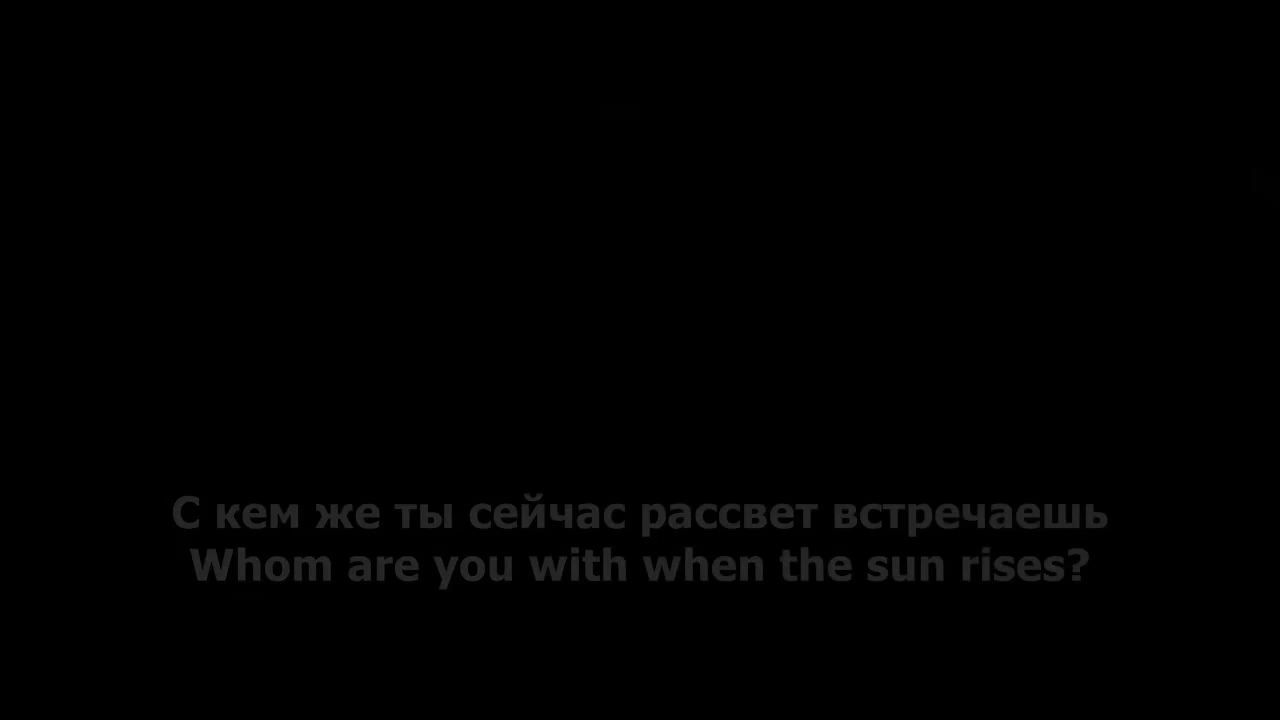 С кем же ты сейчас рассвет встречаешь
Whom are you with when the sun rises?